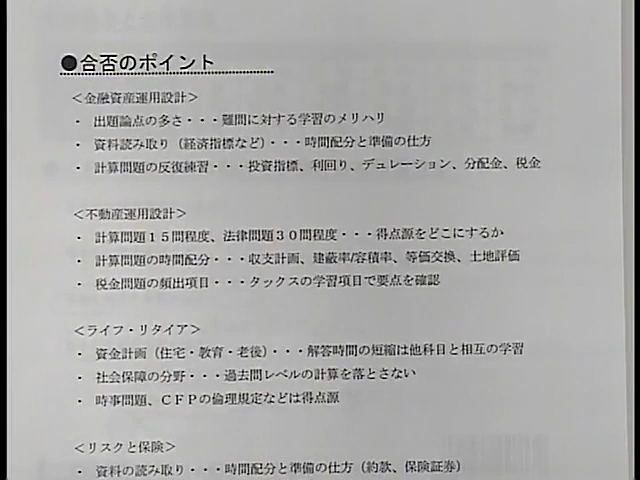 ●合否のポイント
＜金融資産運用設計＞
・ 出題論点の多さ・・・難問に対する学習のメリハリ
・ 資料読み取り（経済指標など）・・・時間配分と準備の仕方
・ 計算問題の反復練習・・・投資指標、利回り、デュレーション、分配金、税金
＜不動産運用設計＞
・ 計算問題１５問程度、法律問題３０問程度・・・得点源をどこにするか
・ 計算問題の時間配分・・・収支計画、建蔽率/容積率、等価交換、土地評価
・ 税金問題の頻出項目・・・タックスの学習項目で要点を確認
＜ライフ・リタイア＞
・ 資金計画（住宅・教育・老後）・・・解答時間の短縮は他科目と相互の学習
・ 社会保障の分野・・・過去問レベルの計算を落とさない
・ 時事問題、ＣＦＰの倫理規定などは得点源
＜リスクと保険＞
・ 資料の読み取り・・・時間配分と準備の仕方（約款、保険証券）